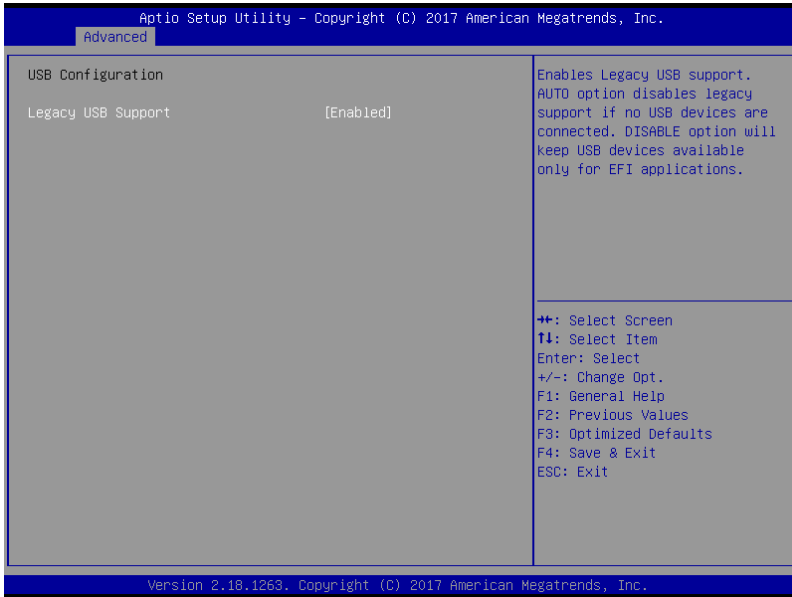 Aptio Setup Utility – Copyright (C) 2017 American Megatrends, Inc.
Advanced
USB Configuration
Legacy USB Support [Enabled]
Enables Legacy USB support.
AUTO option disables legacy
support if no USB devices are
connected. DISABLE option will
keep USB devices available
only for EFI applications.
→←: Select Screen
↑↓: Select Item
Enter: Select
+/-: Change Opt.
F1: General Help
F2: Previous Values
F3: Optimized Defaults
F4: Save & Exit
ESC: Exit
Version 2.18.1263. Copyright (C) 2017 American Megatrends, Inc.